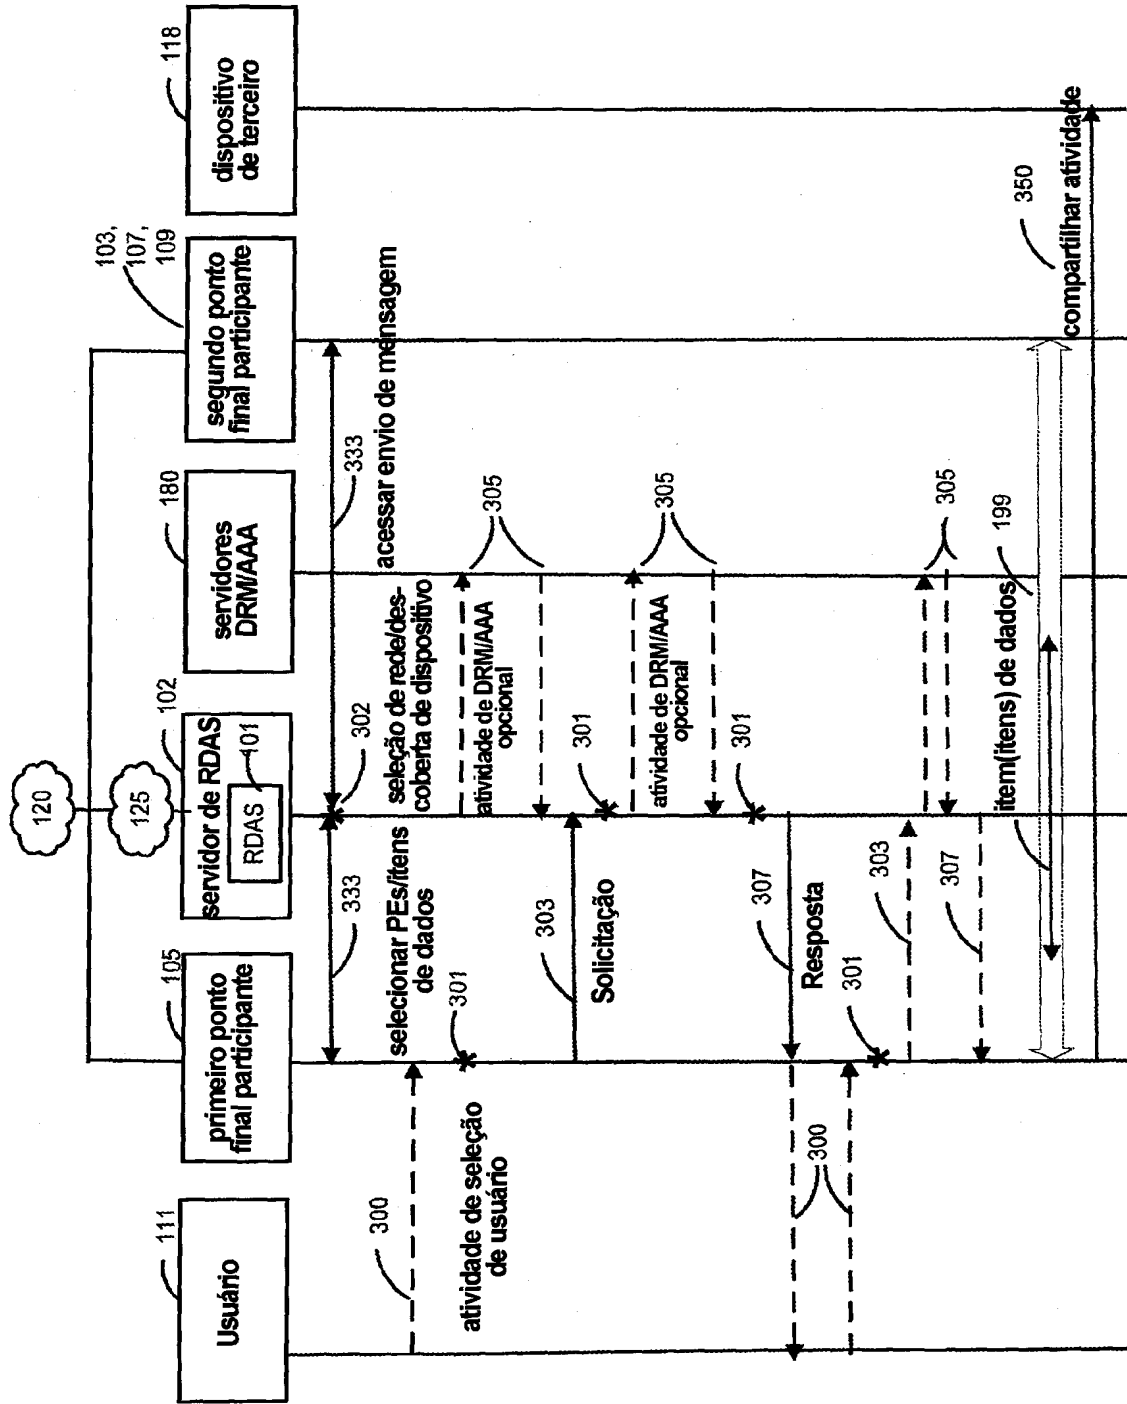 Usuário
111
primeiro ponto
final participante
105
servidor de RDAS
102
RDAS
101
120
125
servidores
DRM/AAA
180
segundo ponto
final participante
103,
107,
109
dispositivo
de terceiro
118
333
333
acessar envio de mensagem
302
seleção de rede/des-
coberta de dispositivo
selecionar PEs/itens
de dados
300
301
atividade de seleção
de usuário
atividade de DRM/AAA
opcional
305
303
Solicitação
301
atividade de DRM/AAA
opcional
305
301
307
Resposta
300
301
303
305
307
item(itens) de dados
199
350
compartilhar atividade